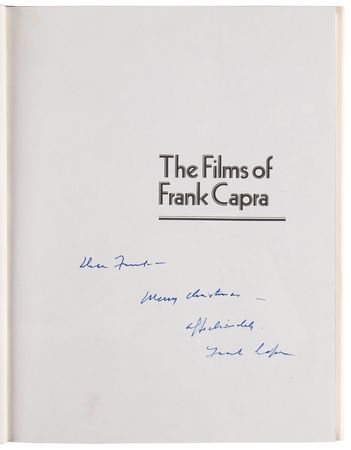 The Films of
Frank Capra
Dear Frank —
Merry Christmas —
affectionately.
Frank Capra